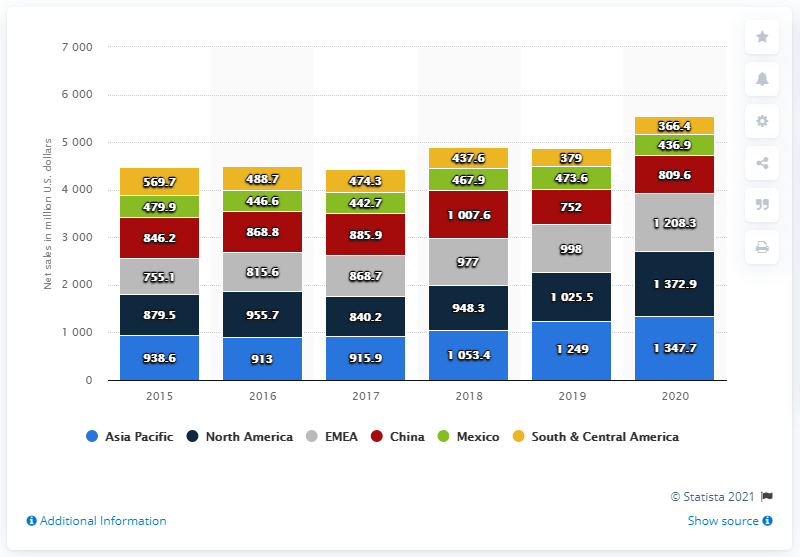 7 000
6 000
5 000
4 000
3 000
2 000
1 000
0
Net sales in million U.S. dollars
569.7 488.7 474.3 437.6 379 366.4
479.9 446.6 442.7 467.9 473.6 436.9
846.2 868.8 885.9 1 007.6 752 809.6
755.1 815.6 868.7 977 998 1 208.3
879.5 955.7 840.2 948.3 1 025.5 1 372.9
938.6 913 915.9 1 053.4 1 249 1 347.7
2015 2016 2017 2018 2019 2020
Asia Pacific North America EMEA China Mexico South & Central America
© Statista 2021
Additional Information Show source